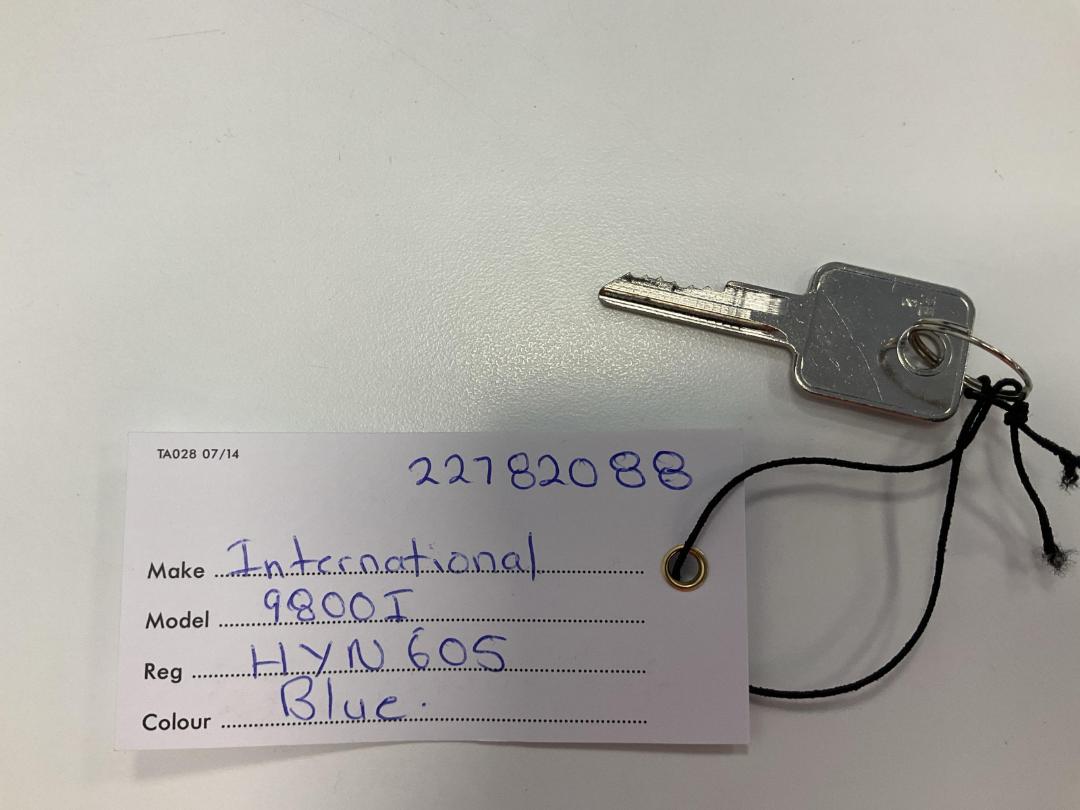 TA028 07/14
22782088
Make International
Model 9800I
Reg HYN 605
Colour Blue.